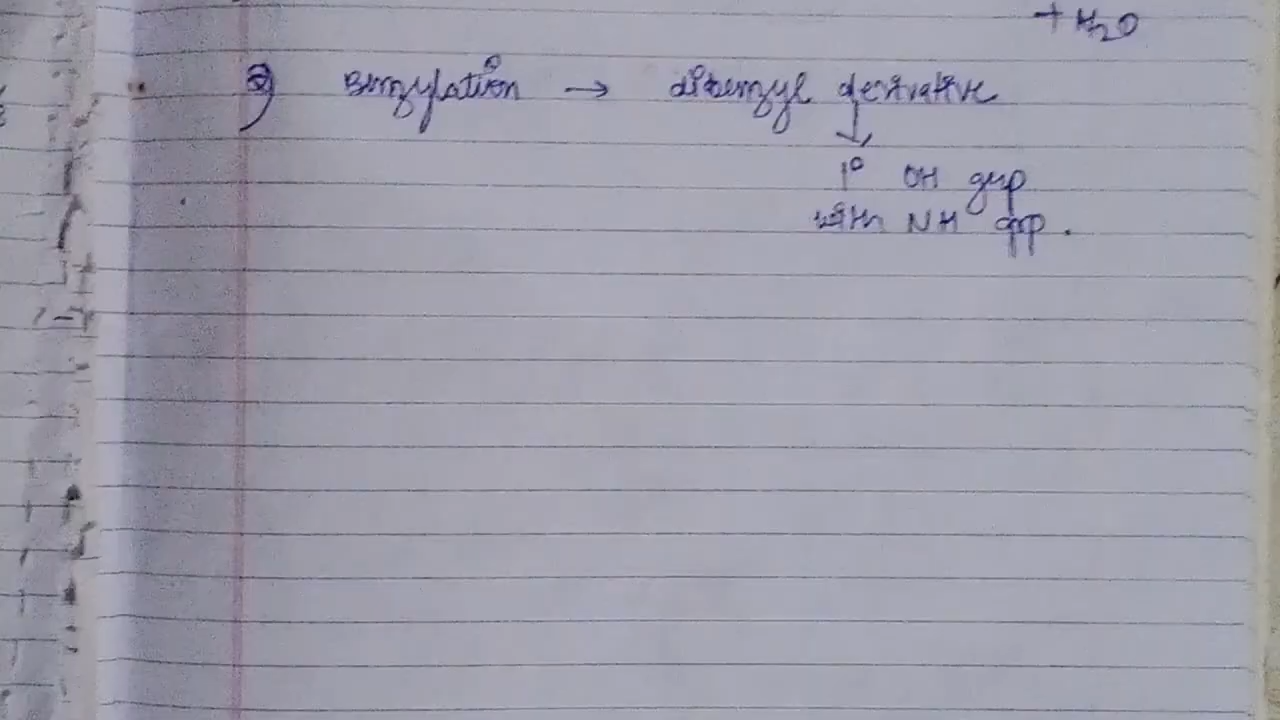 + H2O
3) Benzylation → dibenzyl derivative
↓
1° OH grp
with NH grp.